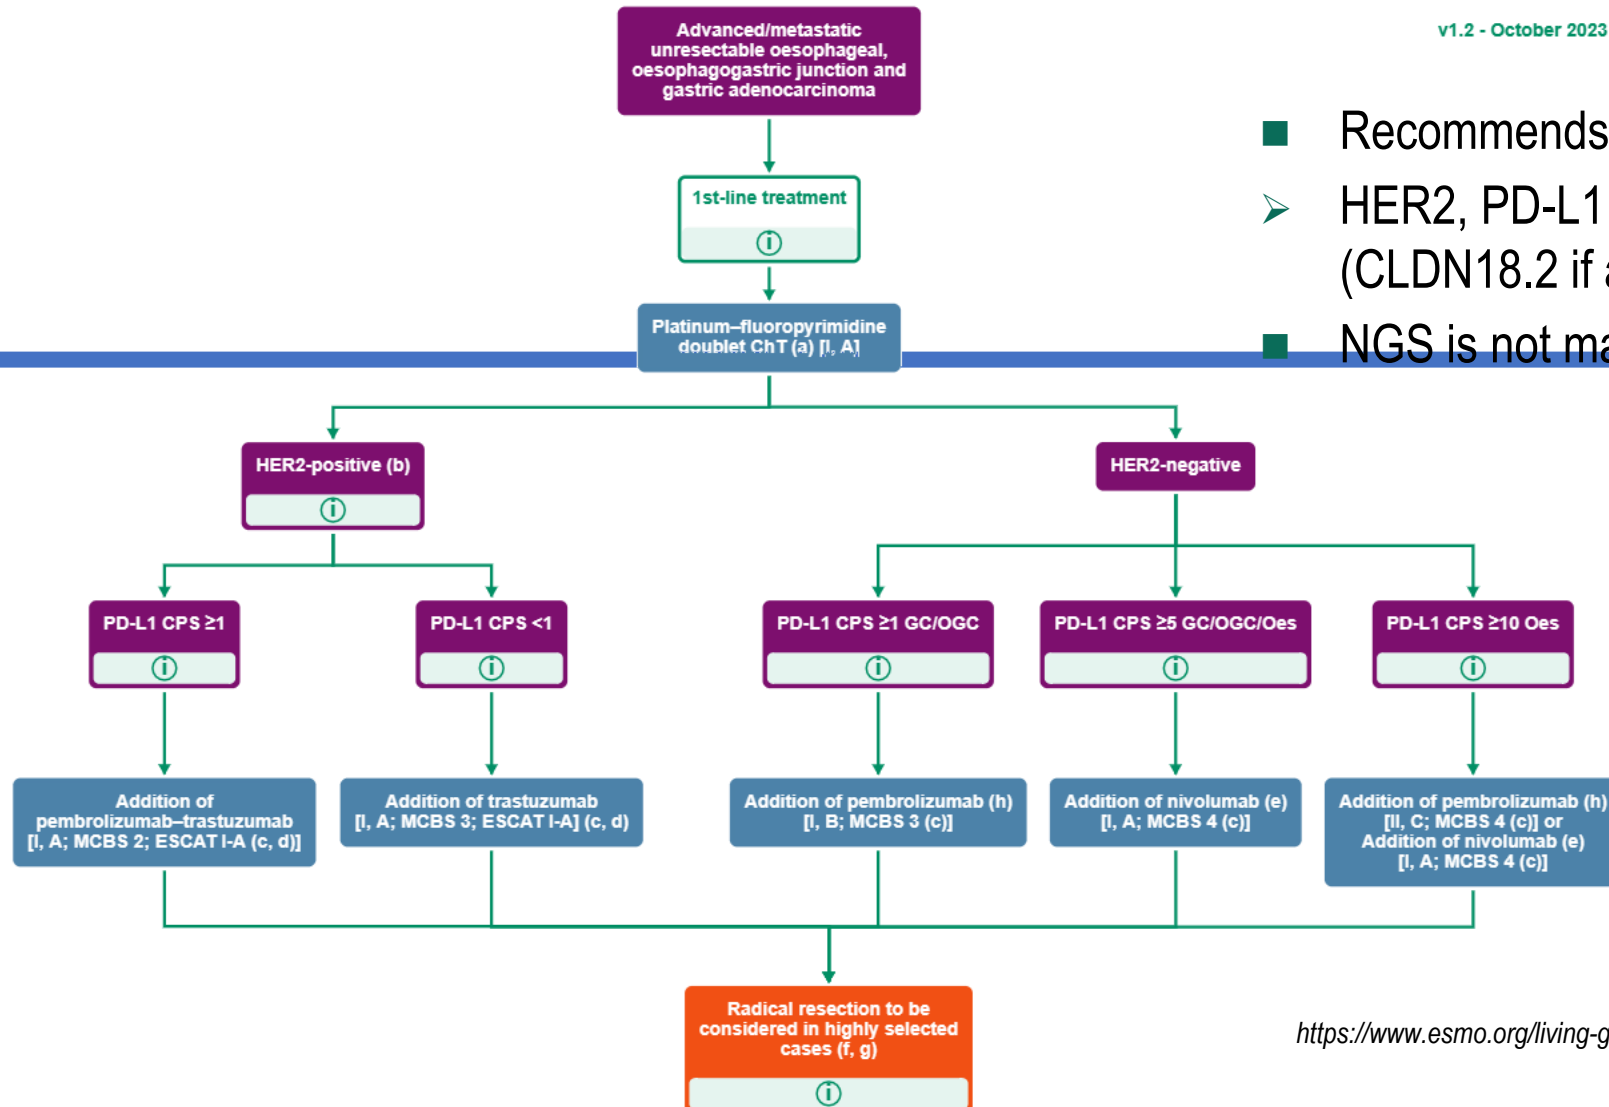 Advanced/metastatic
unresectable oesophageal,
oesophagogastric junction and
gastric adenocarcinoma
v1.2 - October 2023
Recommends
HER2, PD-L1
(CLDN18.2 if
NGS is not
1st-line treatment
Platinum–fluoropyrimidine
doublet ChT (a) [I, A]
HER2-positive (b)
HER2-negative
PD-L1 CPS ≥1
PD-L1 CPS <1
PD-L1 CPS ≥1 GC/OGC
PD-L1 CPS ≥5 GC/OGC/Oes
PD-L1 CPS ≥10 Oes
Addition of
pembrolizumab–trastuzumab
[I, A; MCBS 2; ESCAT I-A (c, d)]
Addition of trastuzumab
[I, A; MCBS 3; ESCAT I-A] (c, d)
Addition of pembrolizumab (h)
[I, B; MCBS 3 (c)]
Addition of nivolumab (e)
[I, A; MCBS 4 (c)]
Addition of pembrolizumab (h)
[II, C; MCBS 4 (c)] or
Addition of nivolumab (e)
[I, A; MCBS 4 (c)]
Radical resection to be
considered in highly selected
cases (f, g)
https://www.esmo.org/living-g